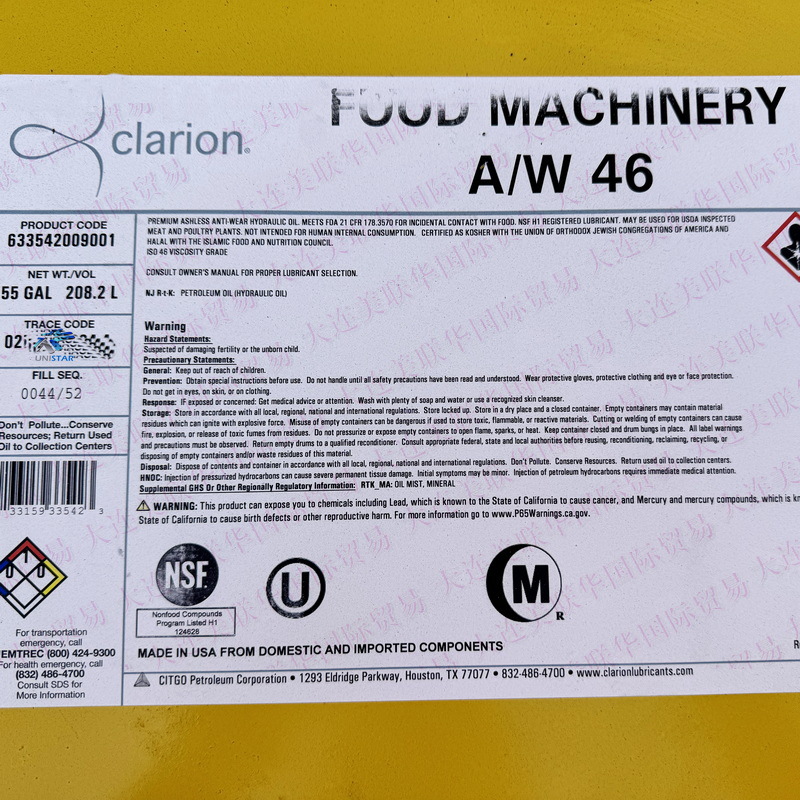 clarion®
FOOD MACHINERY
A/W 46
PRODUCT CODE
633542009001
NET WT./VOL
55 GAL 208.2 L
TRACE CODE
02
UNISTAR
FILL SEQ.
0044/52
Don't Pollute...Conserve
Resources; Return Used
Oil to Collection Centers
33159 33542 3
1
0 0
For transportation
emergency, call
EMTREC (800) 424-9300
For health emergency, call
(832) 486-4700
Consult SDS for
More Information
PREMIUM ASHLESS ANTI-WEAR HYDRAULIC OIL. MEETS FDA 21 CFR 178.3570 FOR INCIDENTAL CONTACT WITH FOOD. NSF H1 REGISTERED LUBRICANT. MAY BE USED FOR USDA INSPECTED
MEAT AND POULTRY PLANTS. NOT INTENDED FOR HUMAN INTERNAL CONSUMPTION. CERTIFIED AS KOSHER WITH THE UNION OF ORTHODOX JEWISH CONGREGATIONS OF AMERICA AND
HALAL WITH THE ISLAMIC FOOD AND NUTRITION COUNCIL.
ISO 46 VISCOSITY GRADE
CONSULT OWNER'S MANUAL FOR PROPER LUBRICANT SELECTION.
NJ R-t-K: PETROLEUM OIL (HYDRAULIC OIL)
Warning
Hazard Statements:
Suspected of damaging fertility or the unborn child.
Precautionary Statements:
General: Keep out of reach of children.
Prevention: Obtain special instructions before use. Do not handle until all safety precautions have been read and understood. Wear protective gloves, protective clothing and eye or face protection.
Do not get in eyes, on skin, or on clothing.
Response: IF exposed or concerned: Get medical advice or attention. Wash with plenty of soap and water or use a recognized skin cleanser.
Storage: Store in accordance with all local, regional, national and international regulations. Store locked up. Store in a dry place and a closed container. Empty containers may contain material
residues which can ignite with explosive force. Misuse of empty containers can be dangerous if used to store toxic, flammable, or reactive materials. Cutting or welding of empty containers can cause
fire, explosion, or release of toxic fumes from residues. Do not pressurize or expose empty containers to open flame, sparks, or heat. Keep container closed and drum bungs in place. All label warnings
and precautions must be observed. Return empty drums to a qualified reconditioner. Consult appropriate federal, state and local authorities before reusing, reconditioning, reclaiming, recycling, or
disposing of empty containers and/or waste residues of this material.
Disposal: Dispose of contents and container in accordance with all local, regional, national and international regulations. Don't Pollute. Conserve Resources. Return used oil to collection centers.
HNOC: Injection of pressurized hydrocarbons can cause severe permanent tissue damage. Initial symptoms may be minor. Injection of petroleum hydrocarbons requires immediate medical attention.
Supplemental GHS Or Other Regionally Regulatory Information: RTK_MA: OIL MIST, MINERAL
WARNING: This product can expose you to chemicals including Lead, which is known to the State of California to cause cancer, and Mercury and mercury compounds, which is kn
State of California to cause birth defects or other reproductive harm. For more information go to www.P65Warnings.ca.gov.
NSF®
Nonfood Compounds
Program Listed H1
124628
U
M
R
MADE IN USA FROM DOMESTIC AND IMPORTED COMPONENTS
CITGO Petroleum Corporation • 1293 Eldridge Parkway, Houston, TX 77077 • 832-486-4700 • www.clarionlubricants.com
大连美联华国际贸易